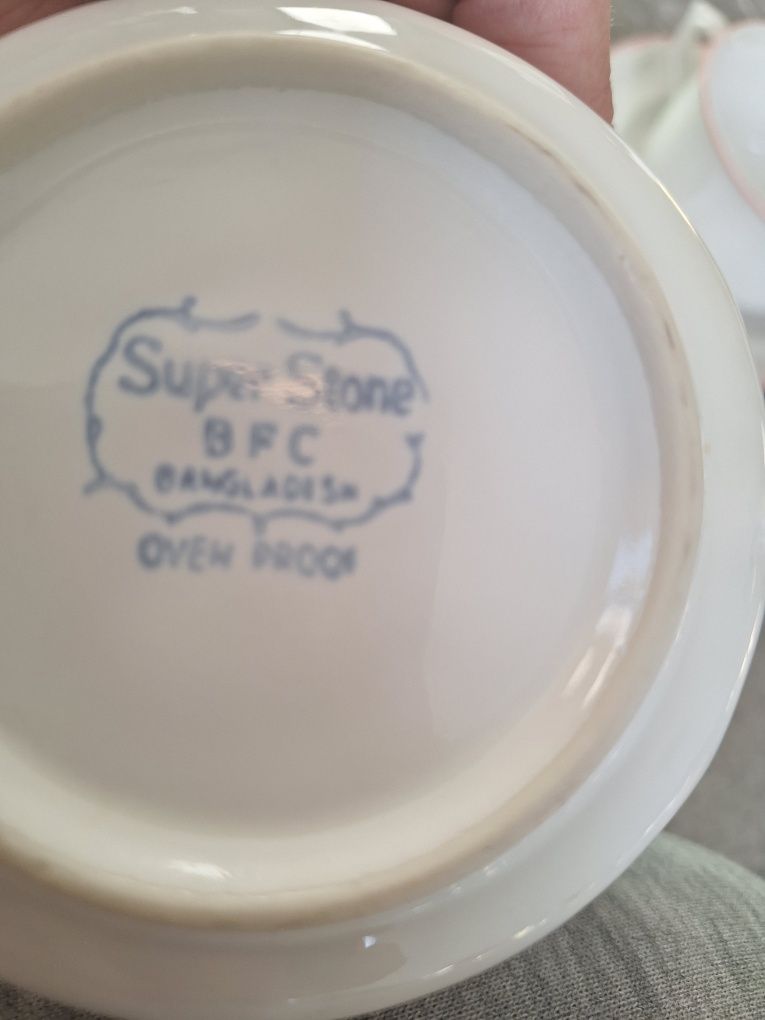 Super Stone
BFC
BANGLADESH
OVEN PROOF